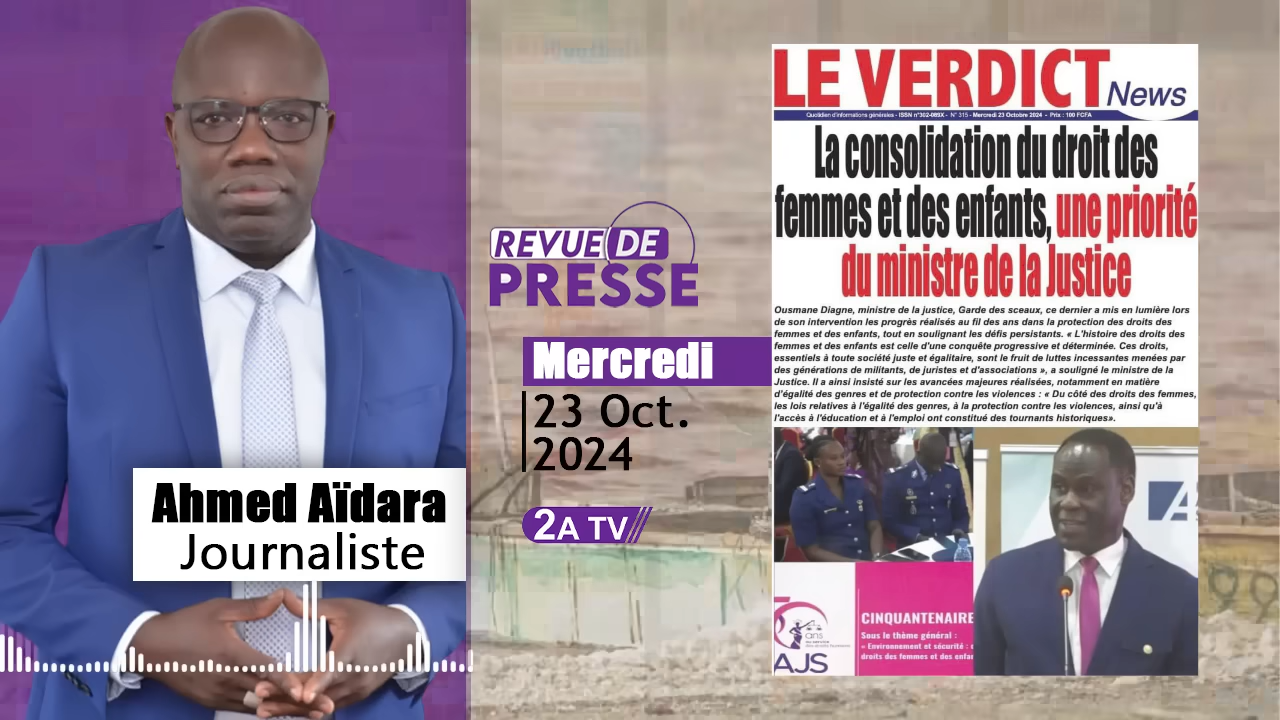 Ahmed Aïdara
Journaliste
REVUE DE
PRESSE
Mercredi
23 Oct.
2024
2A TV
LE VERDICT
News
Quotidien d'informations générales - ISSN n°302-065X - N° 315 - Mercredi 23 Octobre 2024 - Prix : 100 FCFA
La consolidation du droit des
femmes et des enfants, une priorité
du ministre de la Justice
Ousmane Diagne, ministre de la justice, Garde des sceaux, ce dernier a mis en lumière lors
de son intervention les progrès réalisés au fil des ans dans la protection des droits des
femmes et des enfants, tout en soulignant les défis persistants. « L'histoire des droits des
femmes et des enfants est celle d'une conquête progressive et déterminée. Ces droits,
essentiels à toute société juste et égalitaire, sont le fruit de luttes incessantes menées par
des générations de militants, de juristes et d'associations », a souligné le ministre de la
Justice. Il a ainsi insisté sur les avancées majeures réalisées, notamment en matière
d'égalité des genres et de protection contre les violences : « Du côté des droits des femmes,
les lois relatives à l'égalité des genres, à la protection contre les violences, ainsi qu'à
l'accès à l'éducation et à l'emploi ont constitué des tournants historiques».
ans
AJS
CINQUANTENAIRE
Sous le thème général :
« Environnement et sécurité :
droits des femmes et des enfan